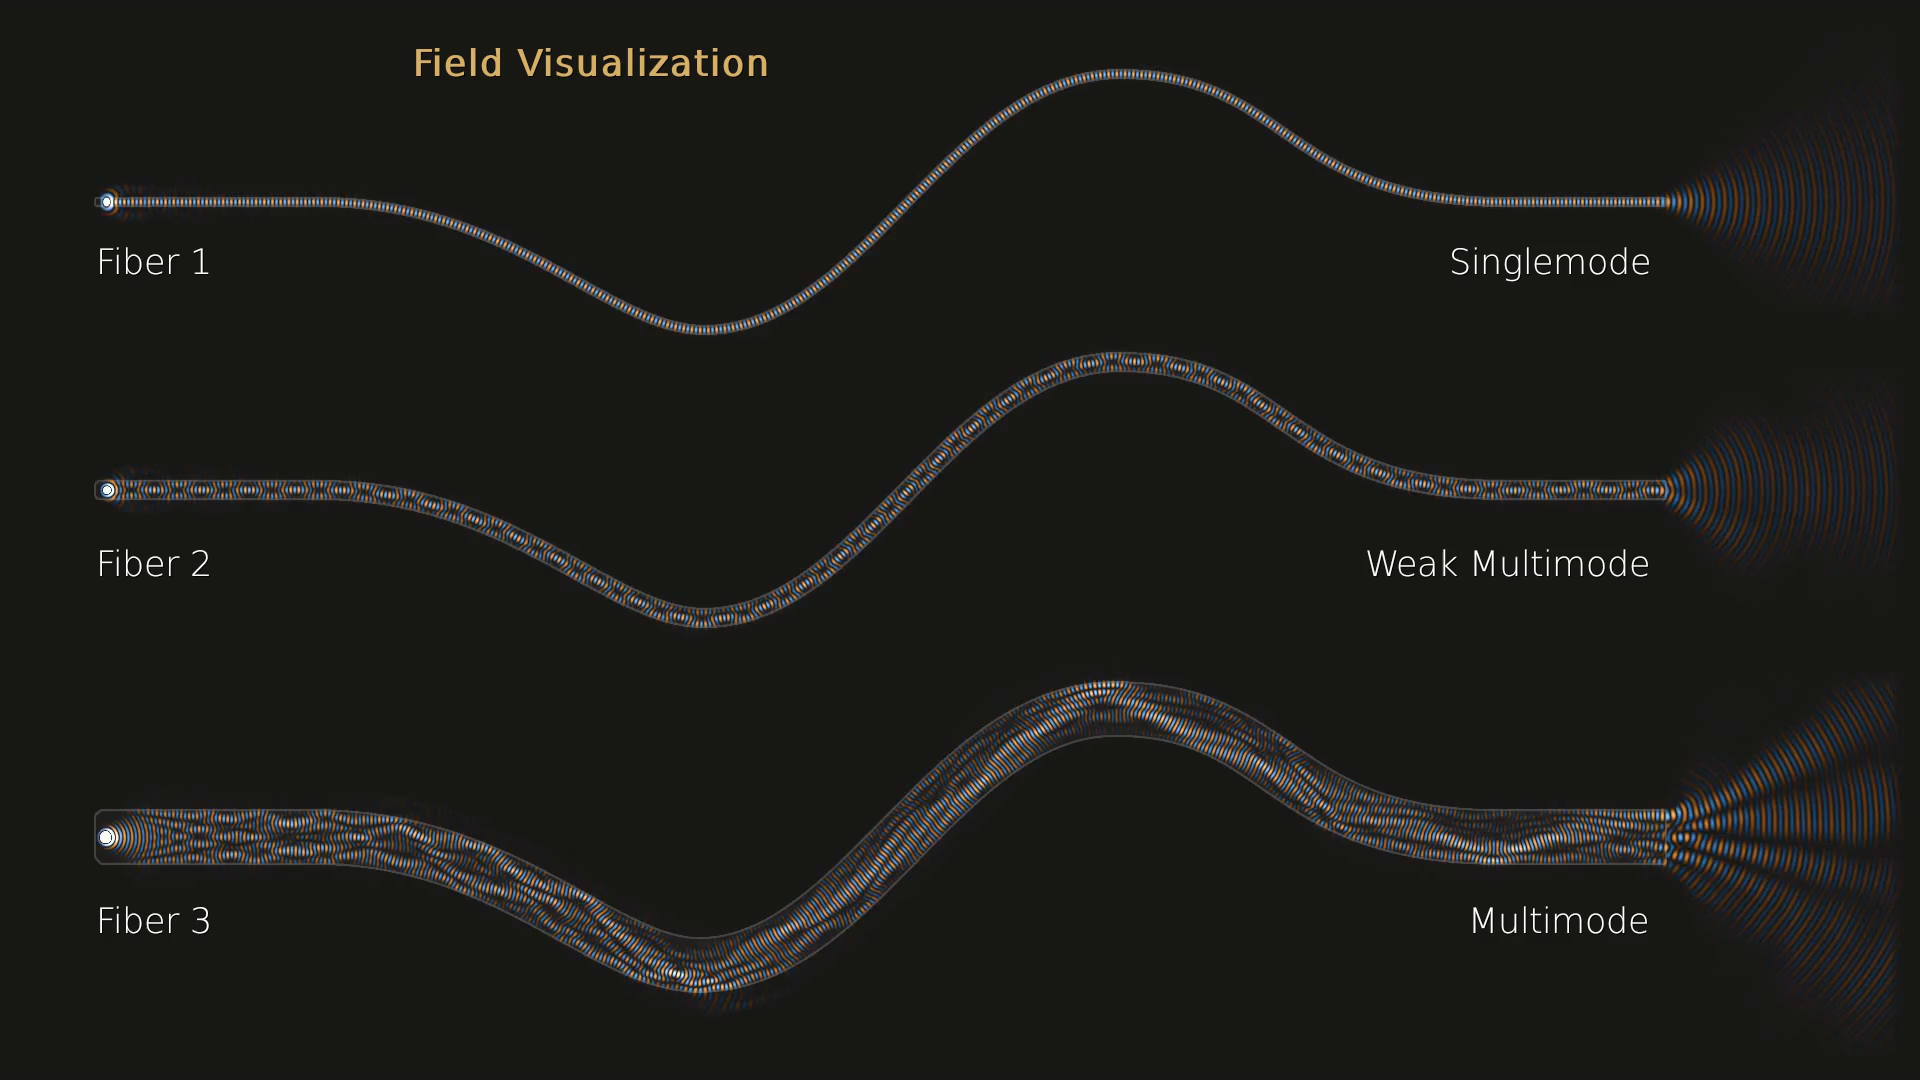 Field Visualization
Fiber 1
Singlemode
Fiber 2
Weak Multimode
Fiber 3
Multimode